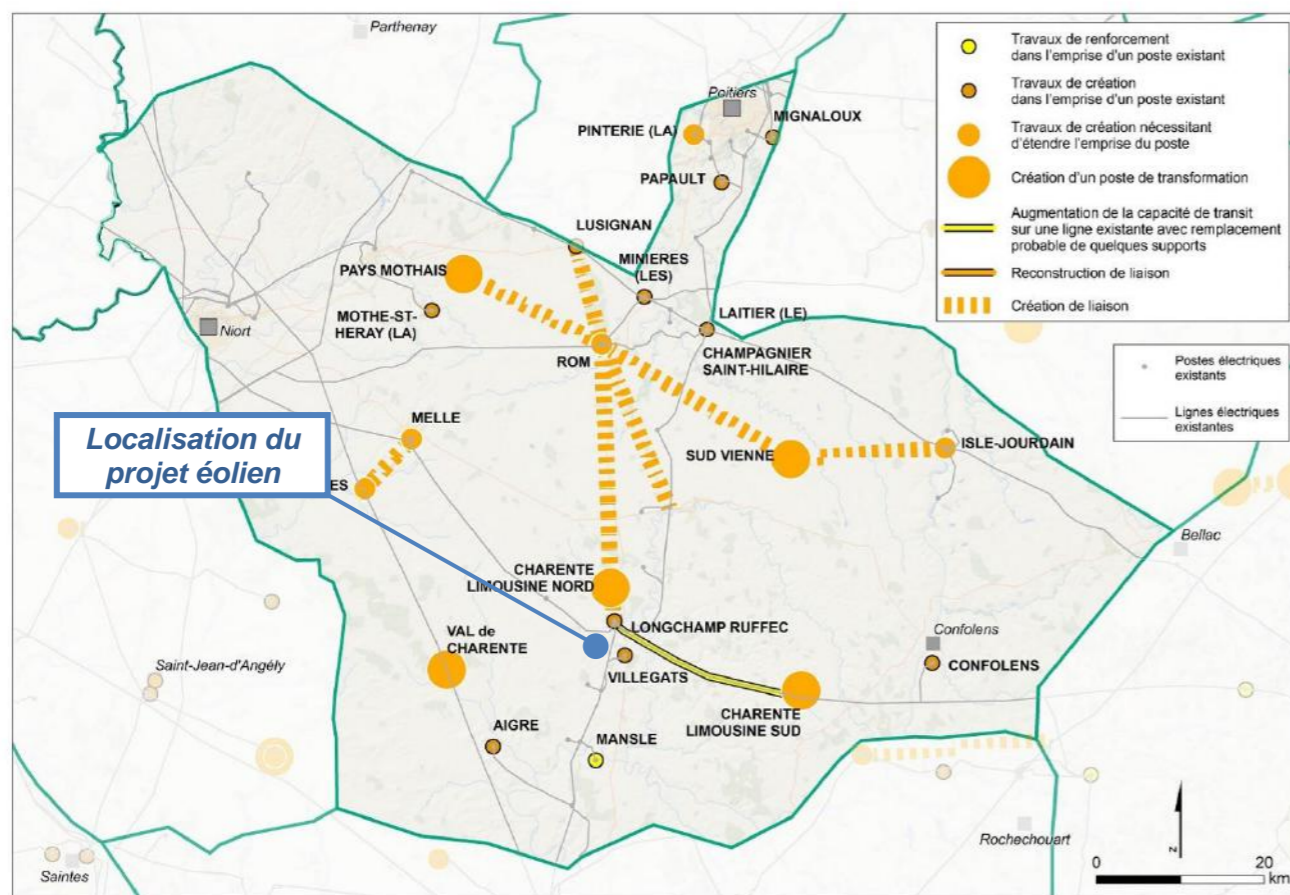 Parthenay
Poitiers
MIGNALOUX
PINTERIE (LA)
PAPAULT
LUSIGNAN
MINIERES
(LES)
PAYS MOTHAIS
MOTHE-ST-
HERAY (LA)
LAITIER (LE)
Niort
ROM
CHAMPAGNIER
SAINT-HILAIRE
MELLE
Localisation du
projet éolien
ES
SUD VIENNE
ISLE-JOURDAIN
Bellac
CHARENTE
LIMOUSINE NORD
LONGCHAMP RUFFEC
VAL de
CHARENTE
Confolens
Saint-Jean-d'Angély
VILLEGATS
CONFOLENS
CHARENTE
LIMOUSINE SUD
AIGRE
MANSLE
Rochechouart
Saintes
Travaux de renforcement
dans l'emprise d'un poste existant
Travaux de création
dans l'emprise d'un poste existant
Travaux de création nécessitant
d'étendre l'emprise du poste
Création d'un poste de transformation
Augmentation de la capacité de transit
sur une ligne existante avec remplacement
probable de quelques supports
Reconstruction de liaison
Création de liaison
Postes électriques
existants
Lignes électriques
existantes
N
0 20
km